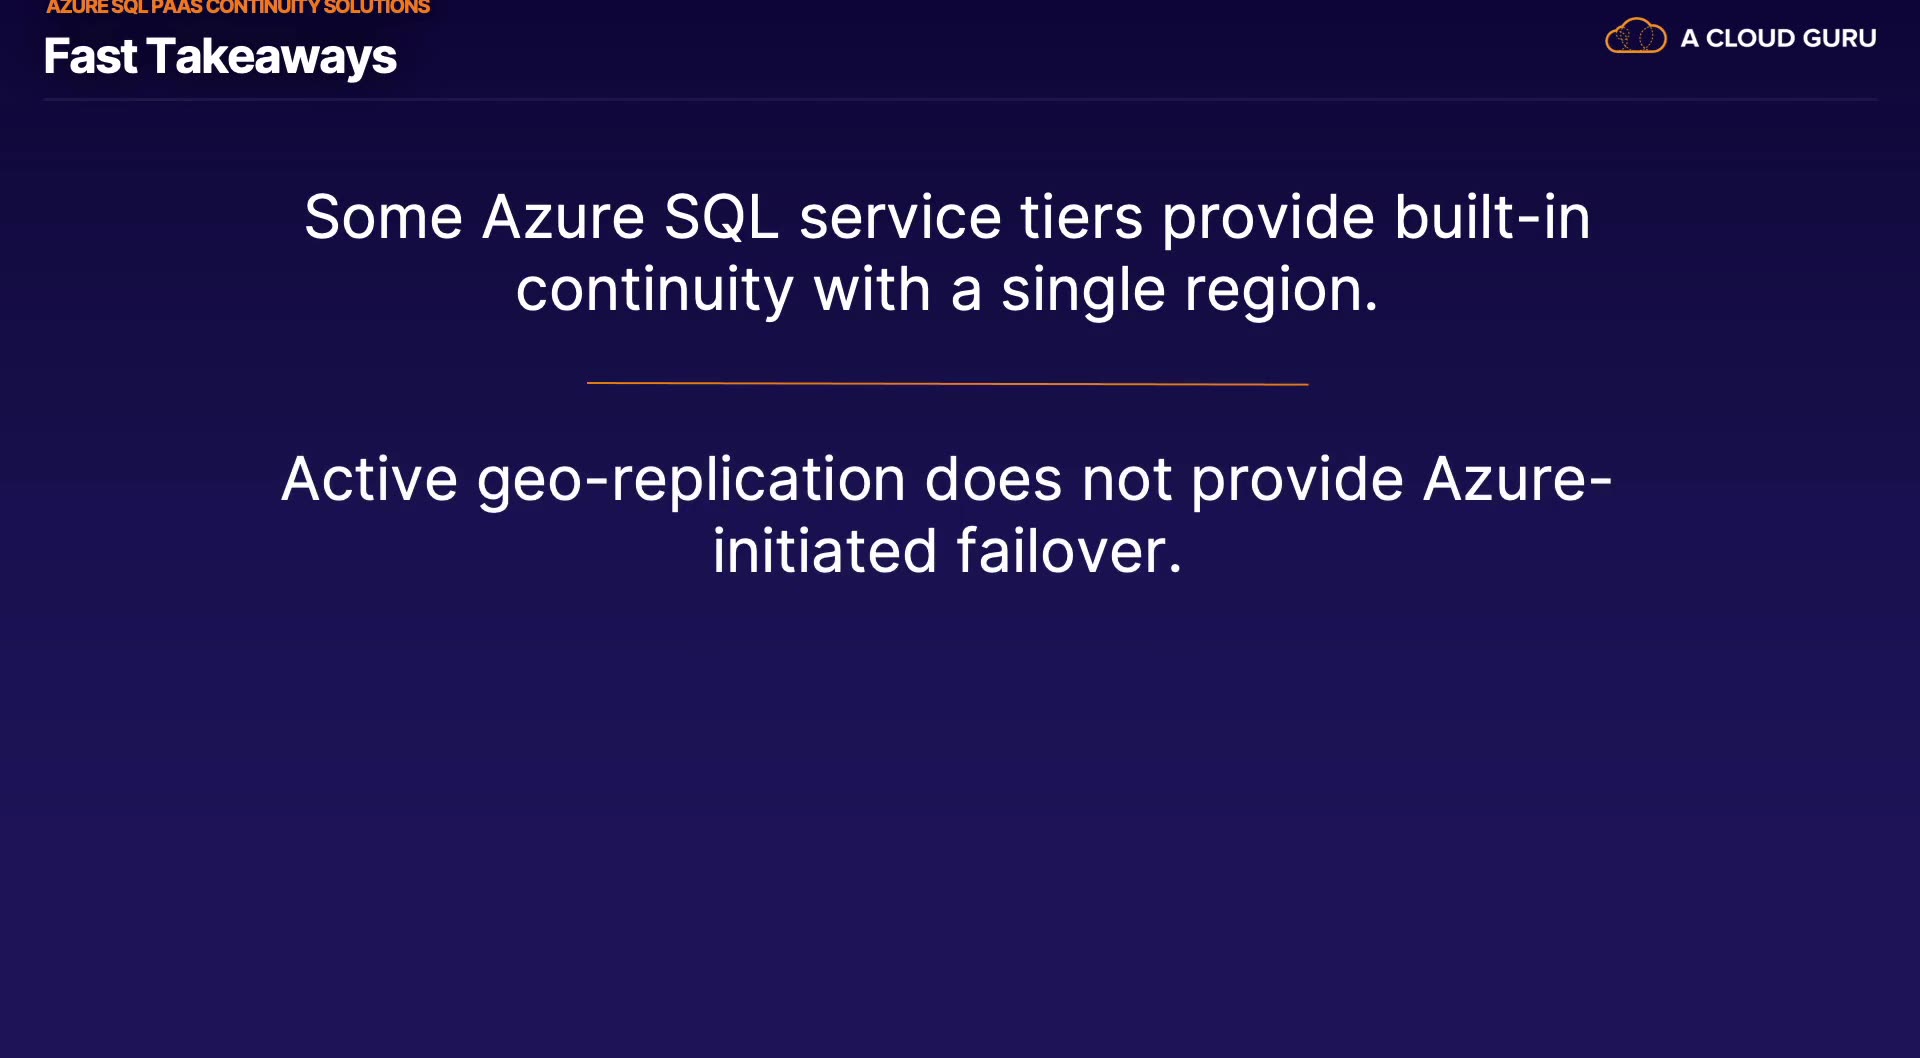 AZURE SQL PAAS CONTINUITY SOLUTIONS
Fast Takeaways
A CLOUD GURU
Some Azure SQL service tiers provide built-in
continuity with a single region.
Active geo-replication does not provide Azure-
initiated failover.